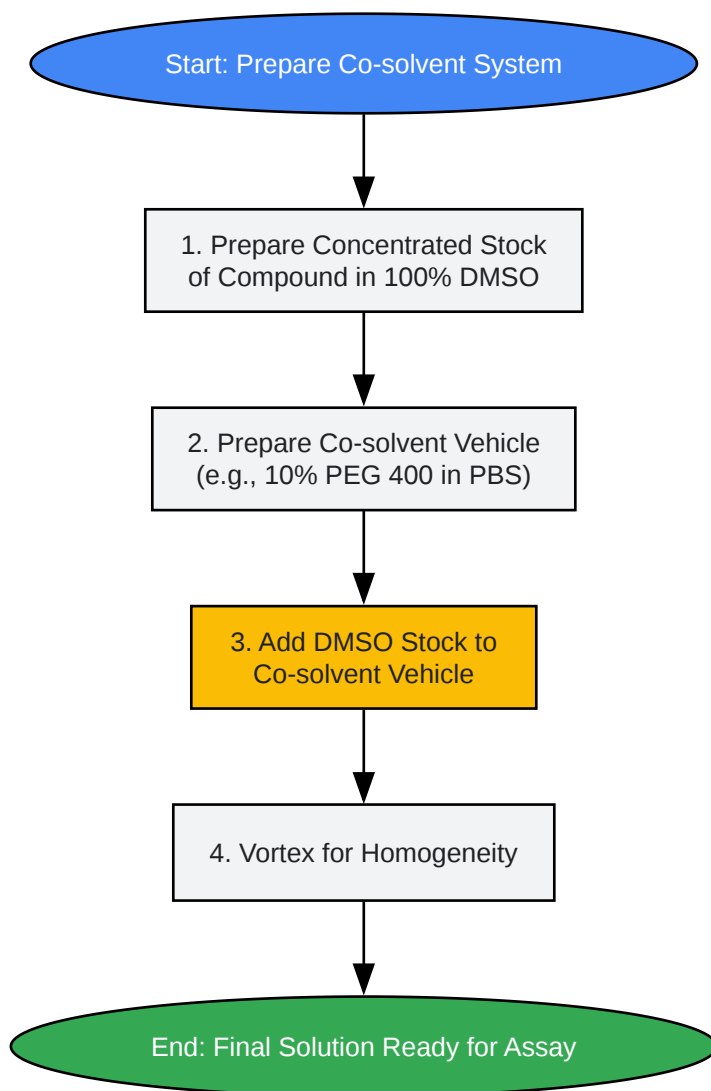 Start: Prepare Co-solvent System
1. Prepare Concentrated Stock
of Compound in 100% DMSO
2. Prepare Co-solvent Vehicle
(e.g., 10% PEG 400 in PBS)
3. Add DMSO Stock to
Co-solvent Vehicle
4. Vortex for Homogeneity
End: Final Solution Ready for Assay